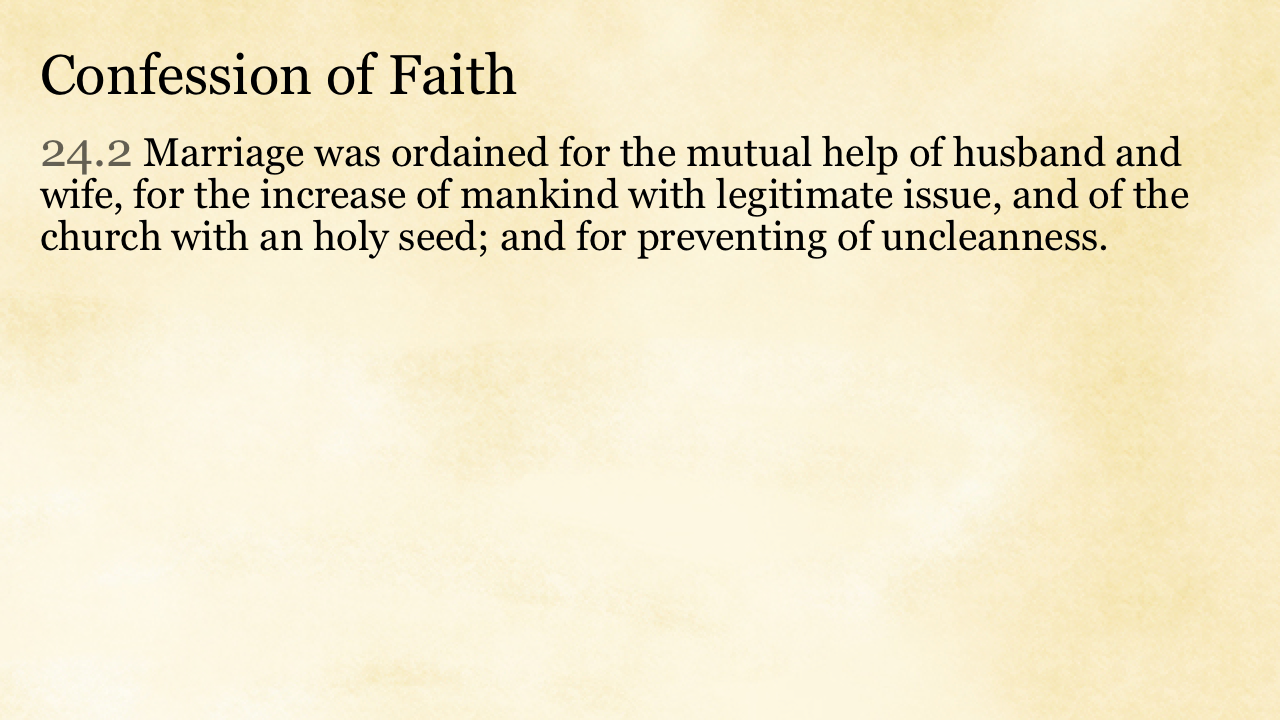 Confession of Faith
24.2 Marriage was ordained for the mutual help of husband and
wife, for the increase of mankind with legitimate issue, and of the
church with an holy seed; and for preventing of uncleanness.